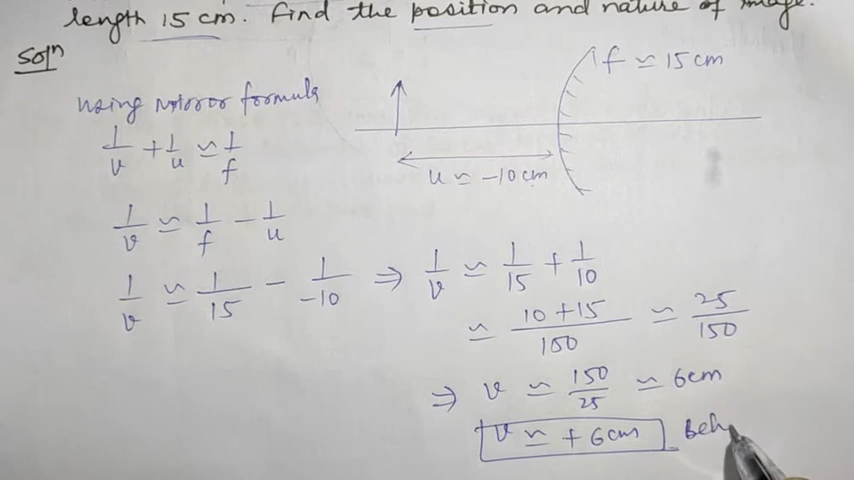 length 15 cm. Find the position and nature of image.
Solⁿ
f ≃ 15 cm
using mirror formula
1/v + 1/u ≃ 1/f
u ≃ -10 cm
1/v ≃ 1/f - 1/u
1/v ≃ 1/15 - 1/-10 ⇒ 1/v ≃ 1/15 + 1/10
≃ 10+15/150 ≃ 25/150
⇒ v ≃ 150/25 ≃ 6cm
v ≃ +6cm Beh